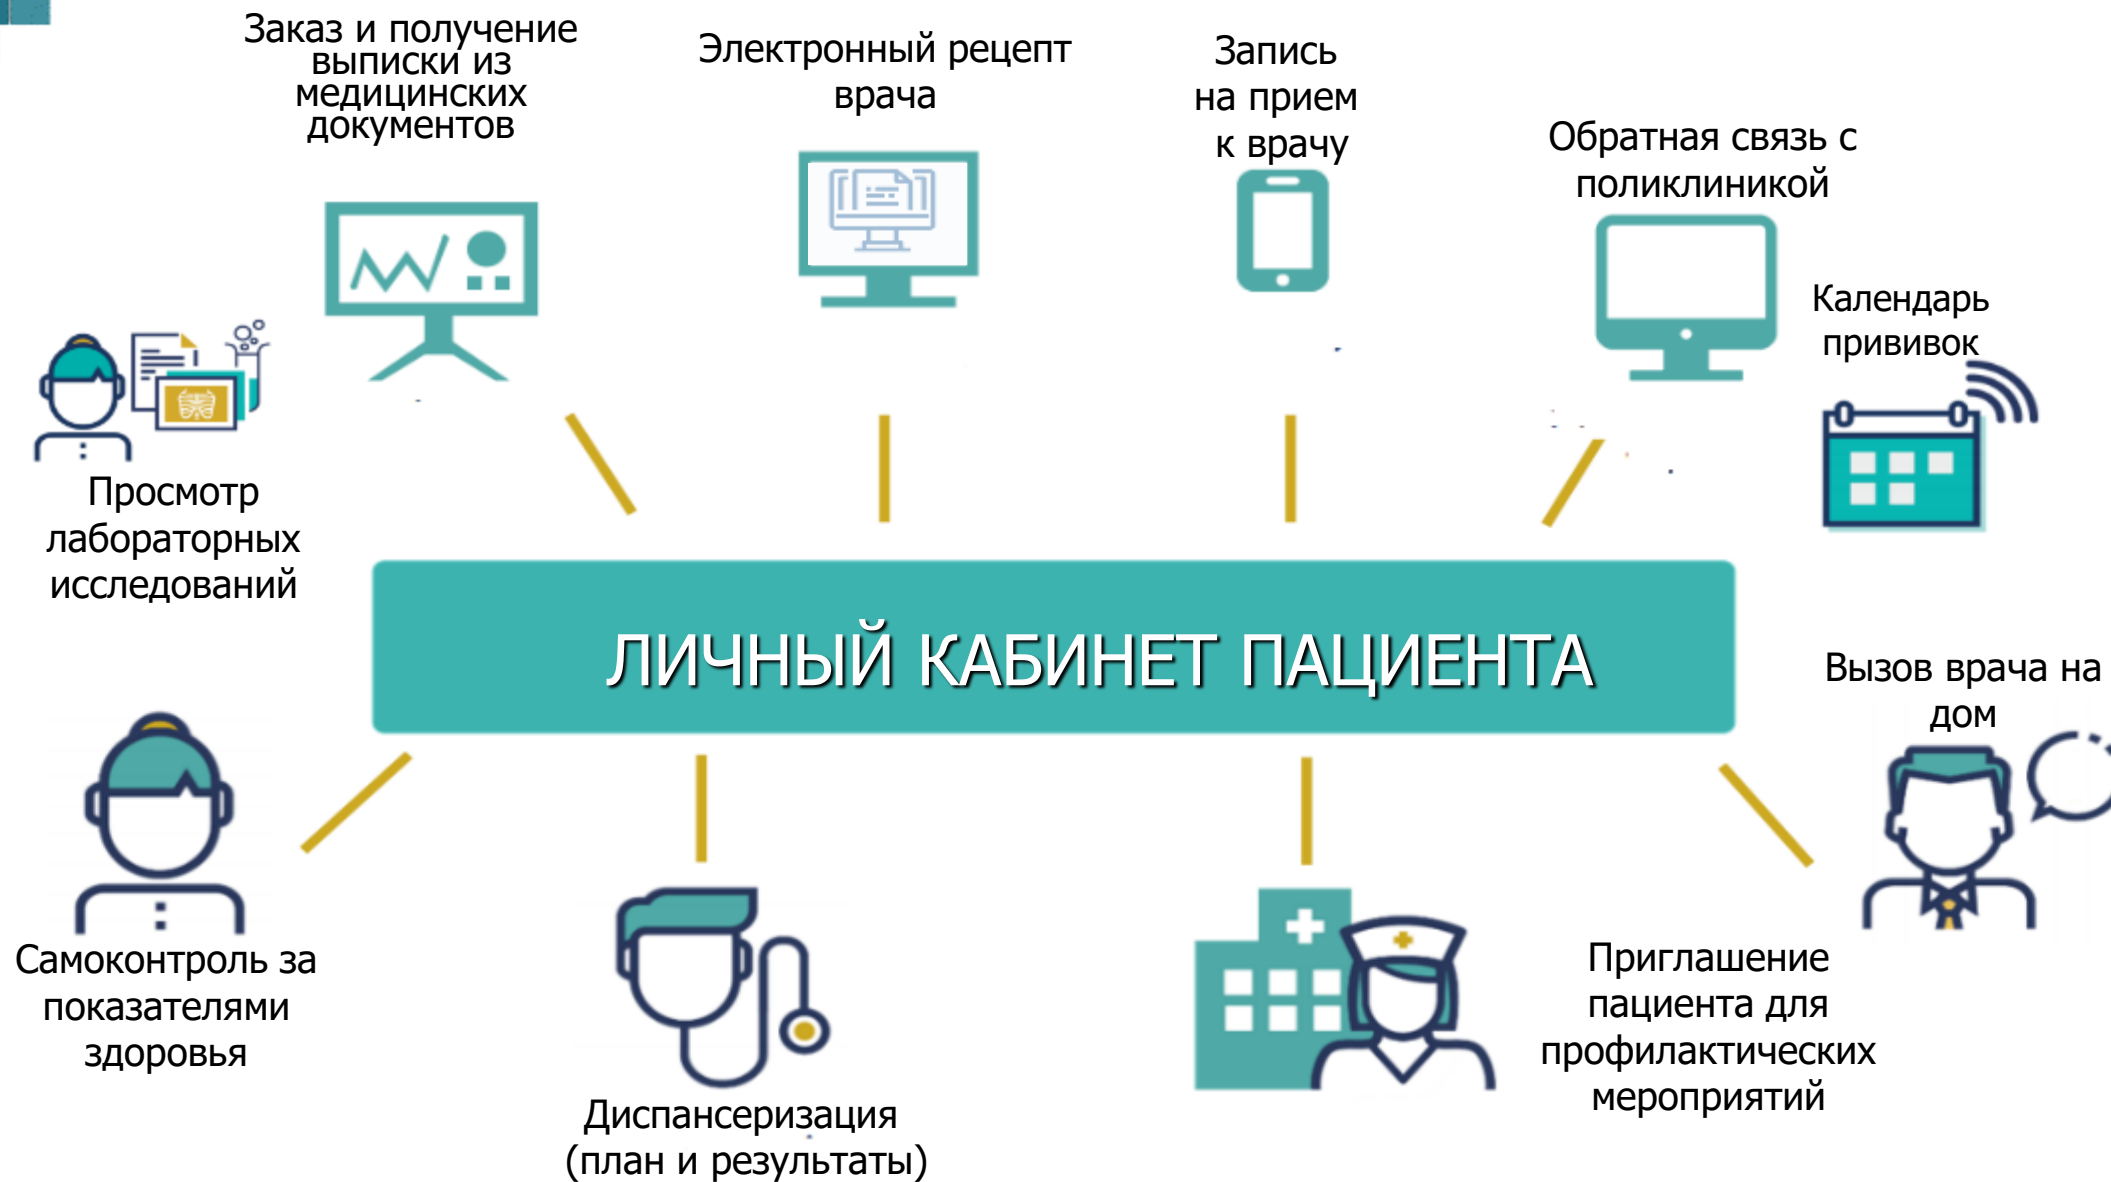 Заказ и получение
выписки из
медицинских
документов
Электронный рецепт
врача
Запись
на прием
к врачу
Обратная связь с
поликлиникой
Календарь
прививок
Просмотр
лабораторных
исследований
ЛИЧНЫЙ КАБИНЕТ ПАЦИЕНТА
Вызов врача на
дом
Самоконтроль за
показателями
здоровья
Диспансеризация
(план и результаты)
Приглашение
пациента для
профилактических
мероприятий